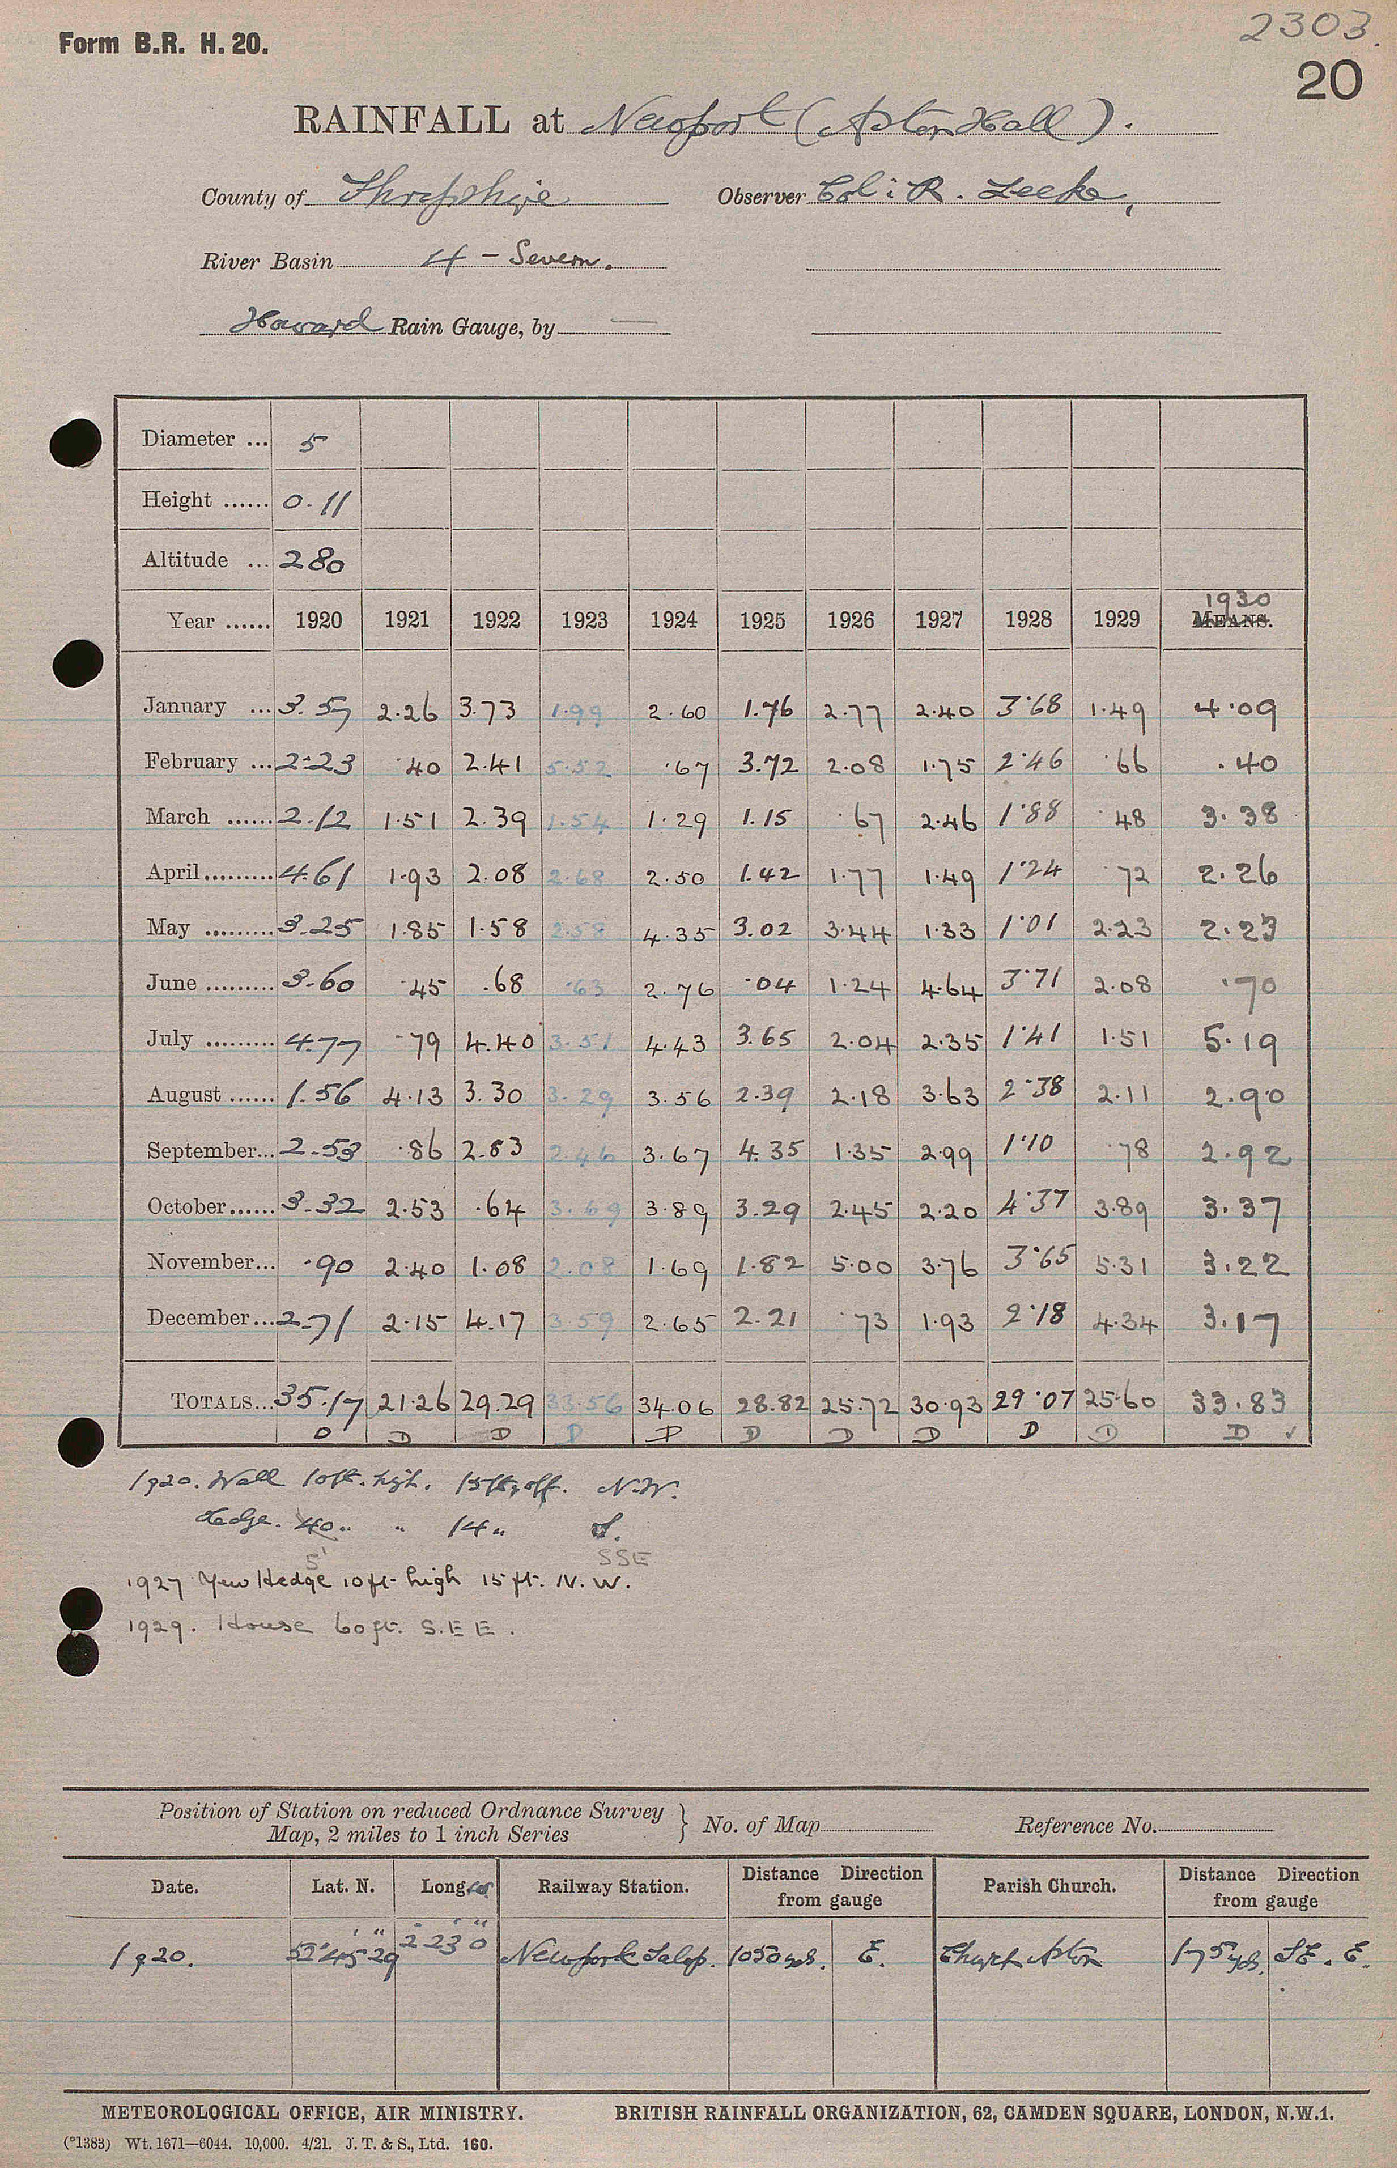 Form B.R. H. 20.
2303.
20
RAINFALL at Newport (Aston Hall).
County of Shropshire Observer Col: R. Leeke,
River Basin 4 - Severn.
Howard Rain Gauge, by —
Diameter ... 5
Height ...... 0.11
Altitude ... 280
1930
Year ...... 1920 1921 1922 1923 1924 1925 1926 1927 1928 1929 MEANS.
January ... 3.57 2.26 3.73 1.99 2.60 1.76 2.77 2.40 3.68 1.49 4.09
February ... 2.23 .40 2.41 5.52 .67 3.72 2.08 1.75 2.46 .66 .40
March ...... 2.12 1.51 2.39 1.54 1.29 1.15 .67 2.46 1.88 .48 3.38
April ......... 4.61 1.93 2.08 2.68 2.50 1.42 1.77 1.49 1.24 .72 2.26
May ......... 3.25 1.85 1.58 2.58 4.35 3.02 3.44 1.33 1.01 2.23 2.23
June ......... 3.60 .45 .68 .63 2.76 .04 1.24 4.64 3.71 2.08 .70
July ......... 4.77 .79 4.40 3.51 4.43 3.65 2.04 2.35 1.41 1.51 5.19
August ...... 1.56 4.13 3.30 3.29 3.56 2.39 2.18 3.63 2.38 2.11 2.90
September... 2.53 .86 2.83 2.46 3.67 4.35 1.35 2.99 1.10 .78 2.92
October...... 3.32 2.53 .64 3.69 3.89 3.29 2.45 2.20 4.37 3.89 3.37
November... .90 2.40 1.08 2.08 1.69 1.82 5.00 3.76 3.65 5.31 3.22
December... 2.71 2.15 4.17 3.59 2.65 2.21 .73 1.93 2.18 4.34 3.17
TOTALS... 35.17 21.26 29.29 33.56 34.06 28.82 25.72 30.93 29.07 25.60 33.83
D D D D D D D D D D D ✓
1920. Wall 10ft. high. 15ft. off. N.W.
Hedge. 40 " " 14 " S.
5' SSE
1927 Yew Hedge 10ft high 15 ft. N.W.
1929. House 60 ft. S.E E.
Position of Station on reduced Ordnance Survey Map, 2 miles to 1 inch Series } No. of Map Reference No.
Date. Lat. N. Long. W Railway Station. Distance Direction from gauge Parish Church. Distance Direction from gauge
1920. 52° 45' 29" 2° 23' 0" Newport Salop. 1050 yds. E. Church Aston 175 yds. SE. E.
METEOROLOGICAL OFFICE, AIR MINISTRY. BRITISH RAINFALL ORGANIZATION, 62, CAMDEN SQUARE, LONDON, N.W.1.
(*1383) Wt. 1671—6044. 10,000. 4/21. J. T. & S., Ltd. 160.